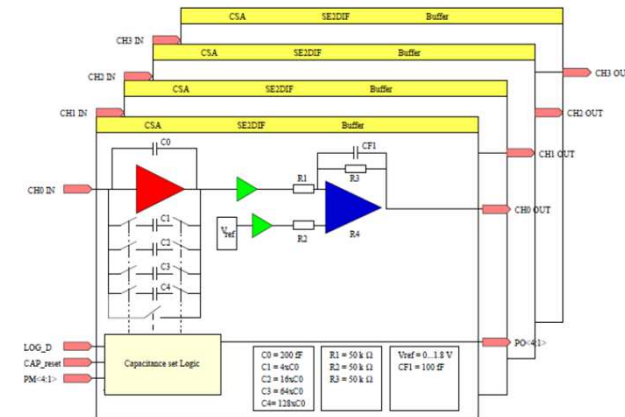 CSA SE2DIF Buffer
CH3 IN
CSA SE2DIF Buffer
CH3 OUT
CH2 IN
CSA SE2DIF Buffer
CH2 OUT
CH1 IN
CSA SE2DIF Buffer
C0
CF1
CH1 OUT
R1
R3
CH0 IN
CH0 OUT
C1
Vref
R2
R4
C2
C3
C4
LOG_D
CAP_reset
PM<4;1>
Capacitance set Logic
PO<4;1>
C0 = 200 fF
C1 = 4xC0
C2 = 16xC0
C3 = 64xC0
C4= 128xC0
R1 = 50 k Ω
R2 = 50 k Ω
R3 = 50 k Ω
Vref = 0...1.8 V
CF1 = 100 fF